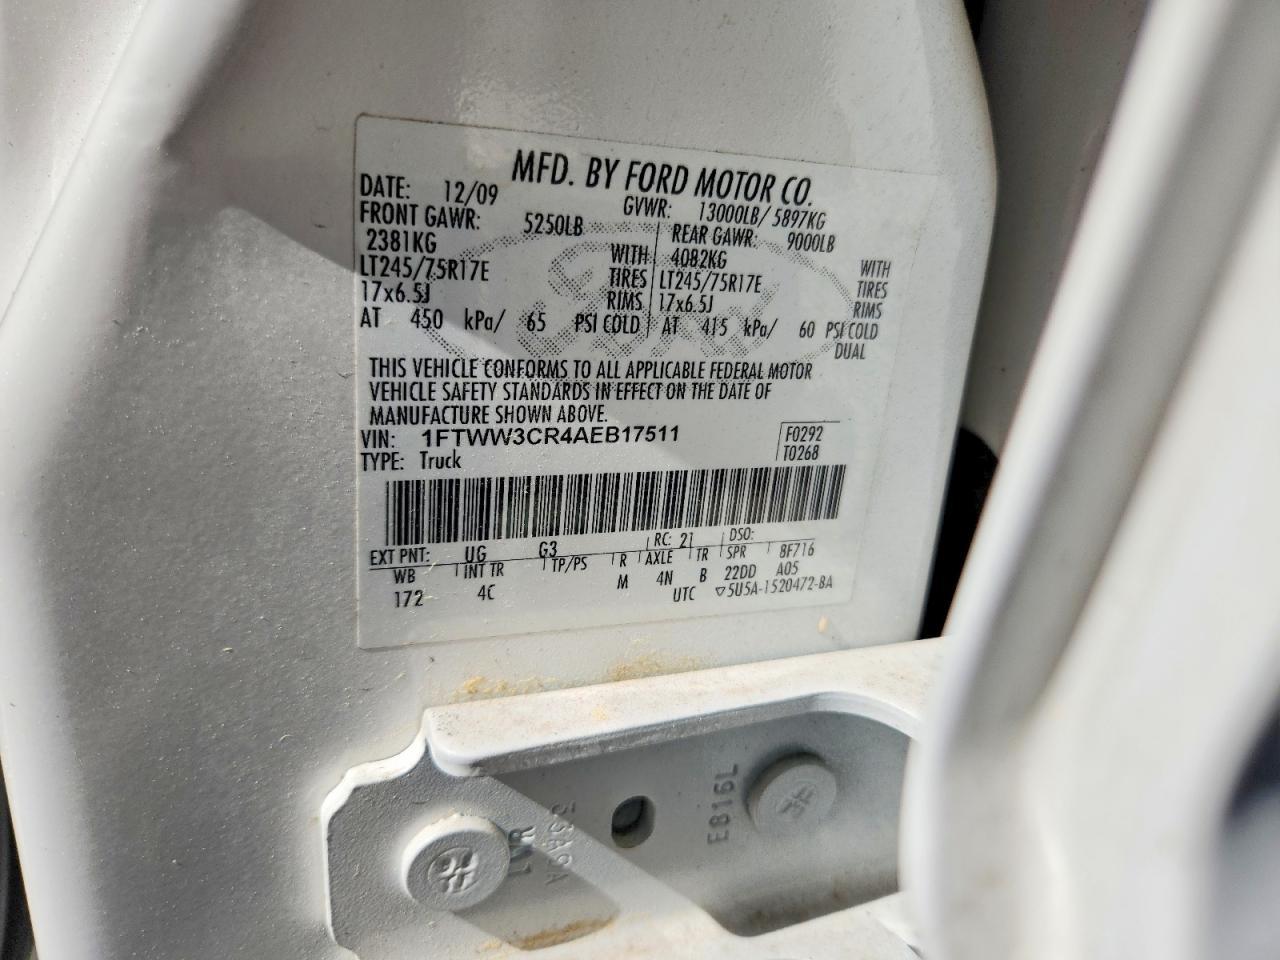 MFD. BY FORD MOTOR CO.
DATE: 12/09 GVWR: 13000LB/ 5897KG
FRONT GAWR: 5250LB REAR GAWR: 9000LB
2381KG WITH 4082KG WITH
LT245/75R17E TIRES LT245/75R17E TIRES
17x6.5J RIMS 17x6.5J RIMS
AT 450 kPa/ 65 PSI COLD AT 415 kPa/ 60 PSI COLD
DUAL
THIS VEHICLE CONFORMS TO ALL APPLICABLE FEDERAL MOTOR
VEHICLE SAFETY STANDARDS IN EFFECT ON THE DATE OF
MANUFACTURE SHOWN ABOVE.
VIN: 1FTWW3CR4AEB17511 F0292
TYPE: Truck T0268
EXT PNT: UG G3 RC: 21 DSO:
WB INT TR TP/PS R AXLE TR SPR 8F716
172 4C M 4N B 22DD A05
UTC ▽5U5A-1520472-BA
E816L